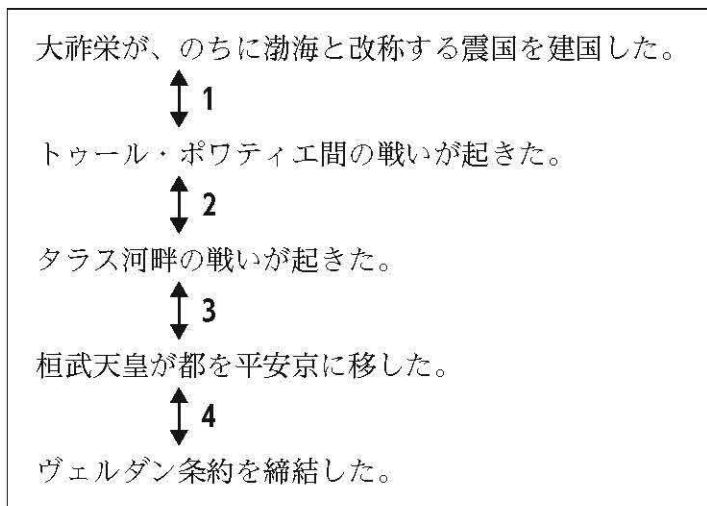 大祚栄が、のちに渤海と改称する震国を建国した。
1
トゥール・ポワティエ間の戦いが起きた。
2
タラス河畔の戦いが起きた。
3
桓武天皇が都を平安京に移した。
4
ヴェルダン条約を締結した。